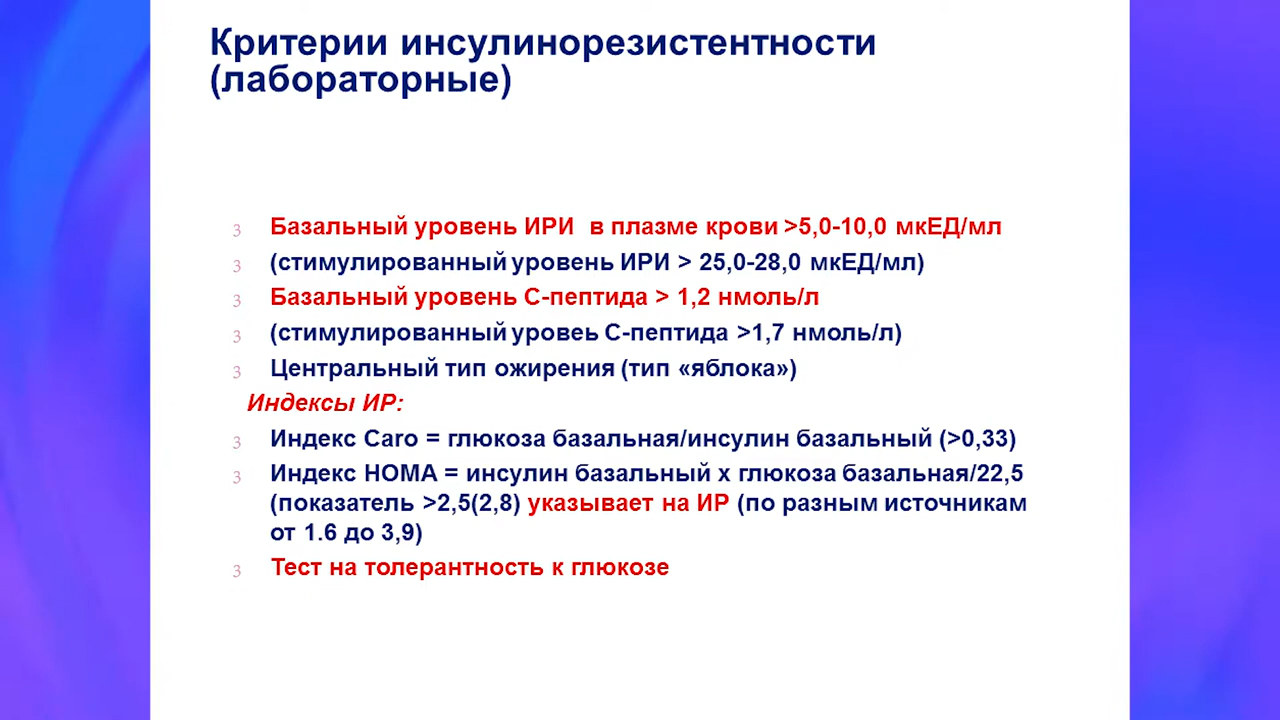 Критерии инсулинорезистентности
(лабораторные)
з Базальный уровень ИРИ в плазме крови >5,0-10,0 мкЕД/мл
з (стимулированный уровень ИРИ > 25,0-28,0 мкЕД/мл)
з Базальный уровень С-пептида > 1,2 нмоль/л
з (стимулированный уровеь С-пептида >1,7 нмоль/л)
з Центральный тип ожирения (тип «яблока»)
Индексы ИР:
з Индекс Caro = глюкоза базальная/инсулин базальный (>0,33)
з Индекс HOMA = инсулин базальный х глюкоза базальная/22,5
(показатель >2,5(2,8) указывает на ИР (по разным источникам
от 1.6 до 3,9)
з Тест на толерантность к глюкозе